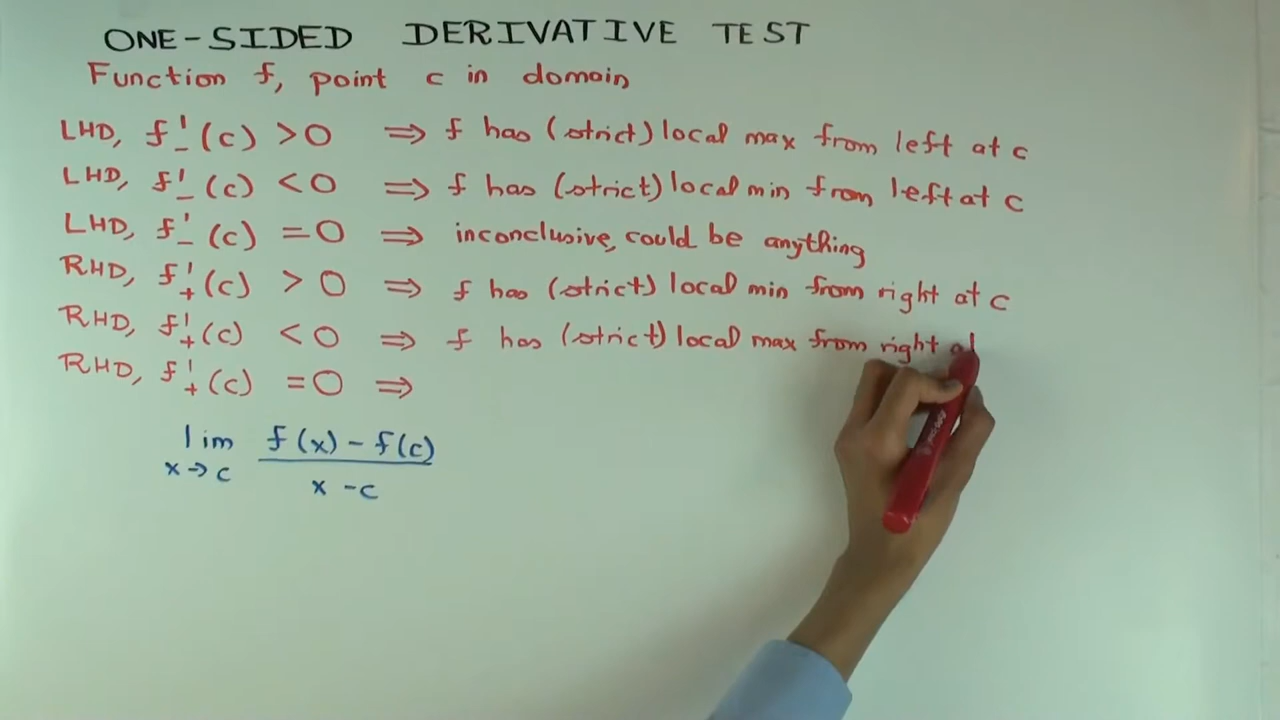 ONE-SIDED DERIVATIVE TEST
Function f, point c in domain
LHD, f'₋(c) >0 ⇒ f has (strict) local max from left at c
LHD, f'₋(c) <0 ⇒ f has (strict) local min from left at c
LHD, f'₋(c) =0 ⇒ inconclusive, could be anything
RHD, f'₊(c) >0 ⇒ f has (strict) local min from right at c
RHD, f'₊(c) <0 ⇒ f has (strict) local max from right
RHD, f'₊(c) =0 ⇒
lim f(x) - f(c)
x→c x - c